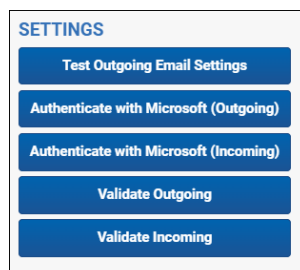 SETTINGS
Test Outgoing Email Settings
Authenticate with Microsoft (Outgoing)
Authenticate with Microsoft (Incoming)
Validate Outgoing
Validate Incoming